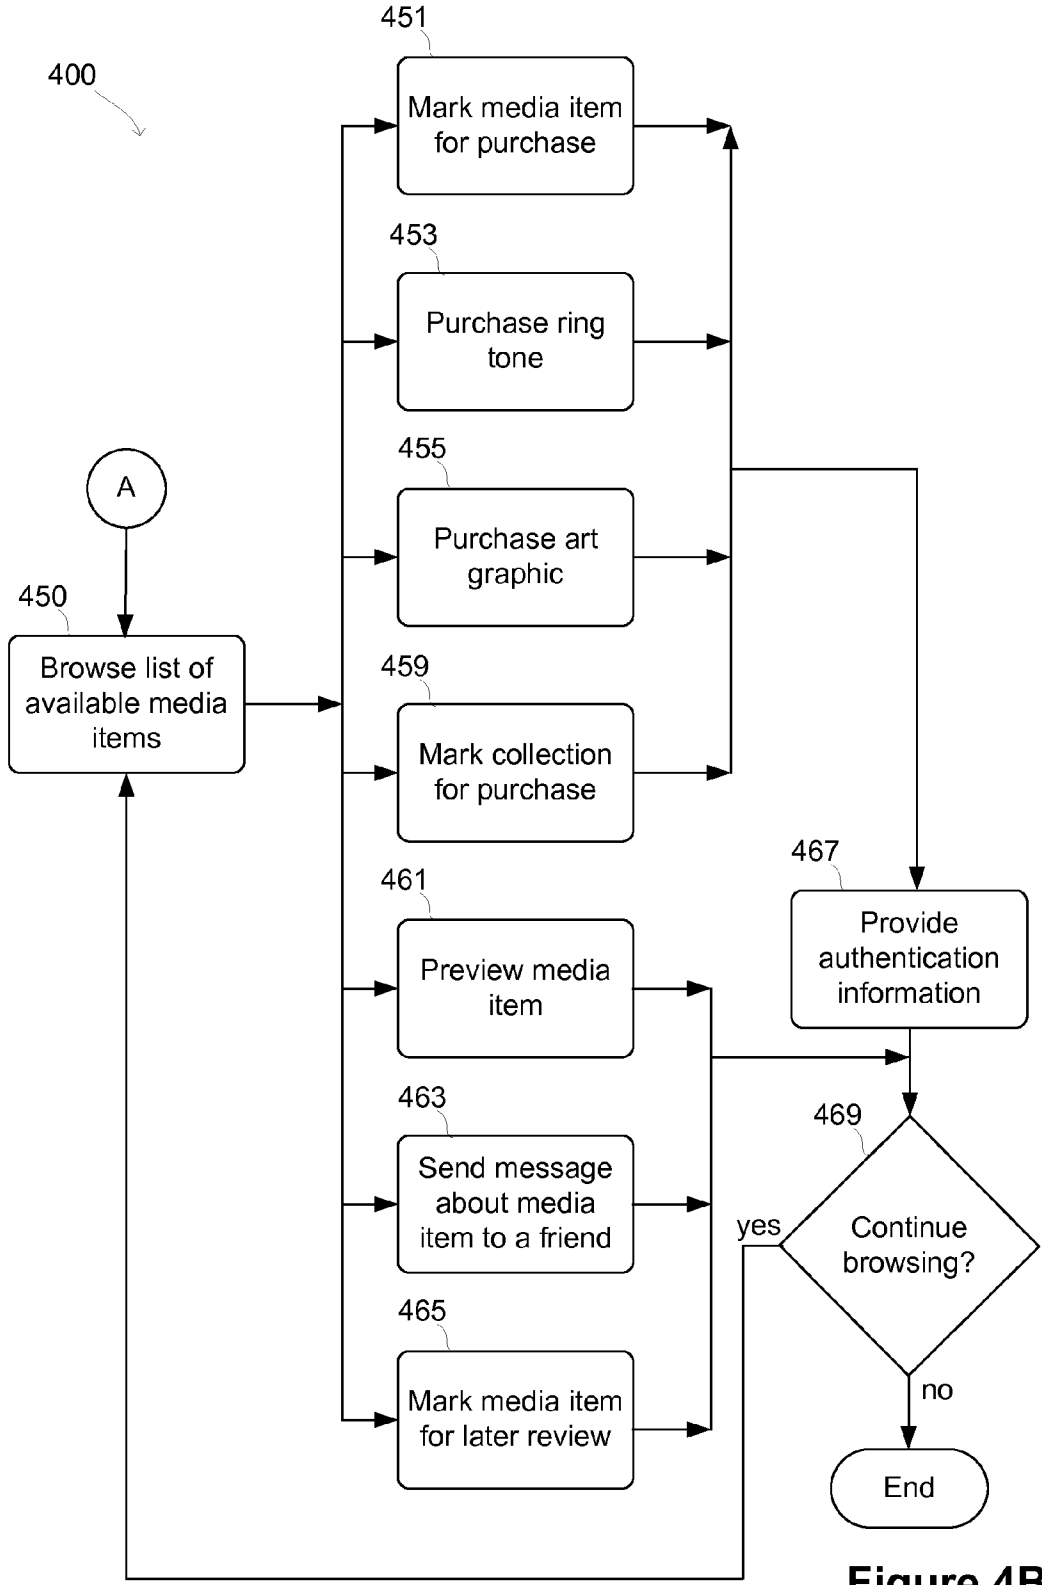 451
400
Mark media item
for purchase
453
Purchase ring
tone
455
Purchase art
graphic
A
450
Browse list of
available media
items
459
Mark collection
for purchase
461
Preview media
item
467
Provide
authentication
information
463
Send message
about media
item to a friend
469
Continue
browsing?
yes
no
465
Mark media item
for later review
End
Figure 4B